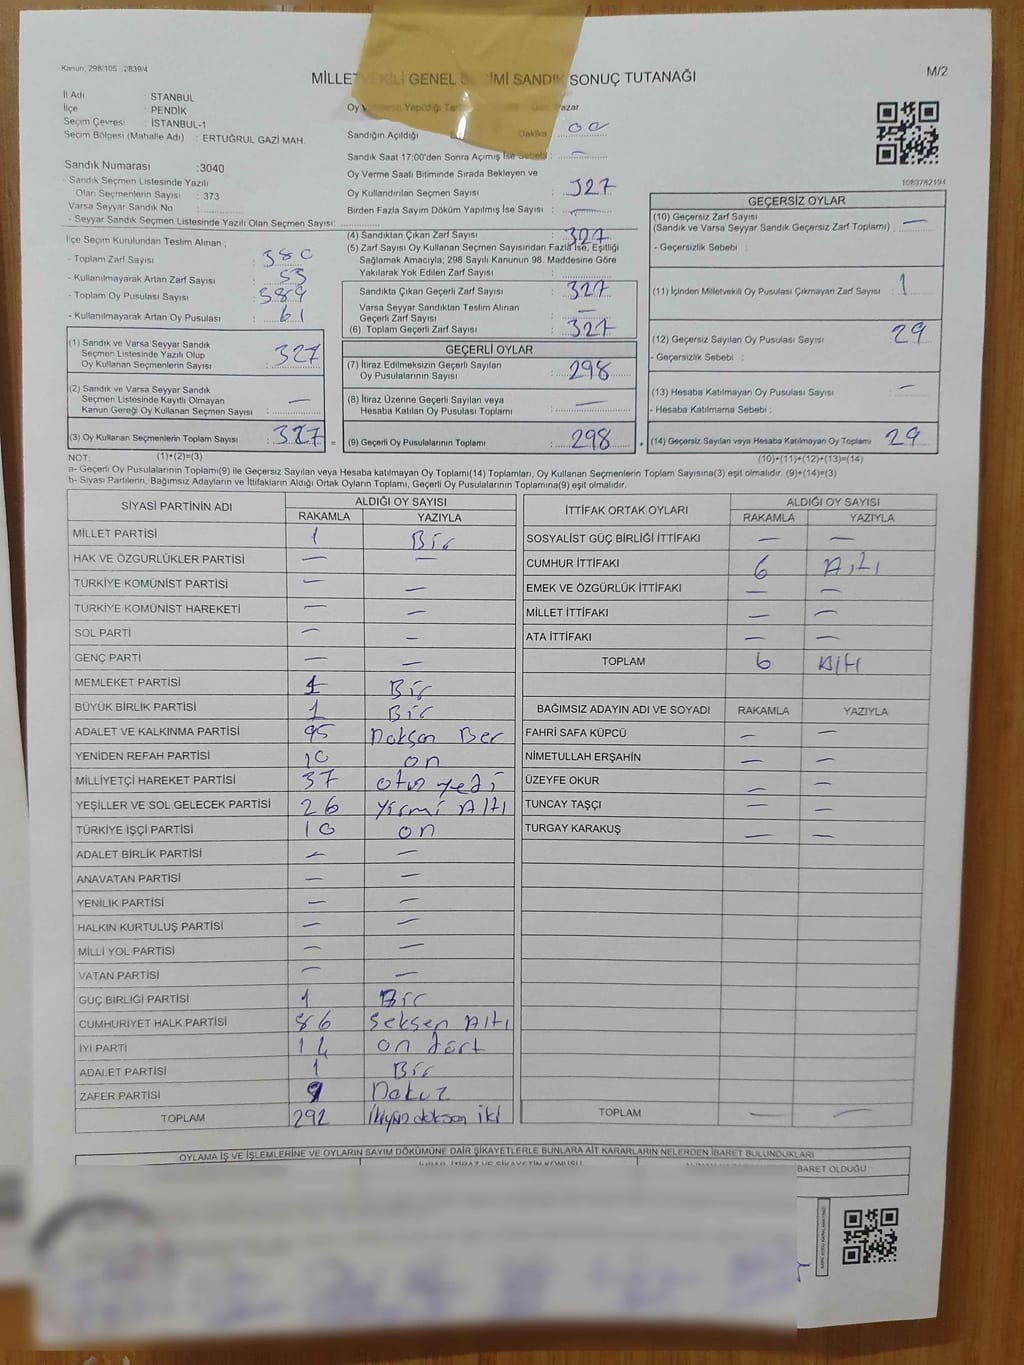 Kanun, 298/105, 2839/4
MİLLETVEKİLİ GENEL SEÇİMİ SANDIK SONUÇ TUTANAĞI
M/2
İl Adı : STANBUL
İlçe : PENDİK
Seçim Çevresi : İSTANBUL-1
Seçim Bölgesi (Mahalle Adı) : ERTUĞRUL GAZİ MAH.
Sandık Numarası :3040
- Sandık Seçmen Listesinde Yazılı
Olan Seçmenlerin Sayısı : 373
Varsa Seyyar Sandık No
- Seyyar Sandık Seçmen Listesinde Yazılı Olan Seçmen Sayısı:
İlçe Seçim Kurulundan Teslim Alınan ;
- Toplam Zarf Sayısı : 380
- Kullanılmayarak Artan Zarf Sayısı : 53
- Toplam Oy Pusulası Sayısı : 389
- Kullanılmayarak Artan Oy Pusulası : 61
(1) Sandık ve Varsa Seyyar Sandık
Seçmen Listesinde Yazılı Olup
Oy Kullanan Seçmenlerin Sayısı : 327
(2) Sandık ve Varsa Seyyar Sandık
Seçmen Listesinde Kayıtlı Olmayan
Kanun Gereği Oy Kullanan Seçmen Sayısı : —
(3) Oy Kullanan Seçmenlerin Toplam Sayısı : 327 =
Oy Pazar
Sandığın Açıldığı Dakika : 00
Sandık Saat 17:00'den Sonra Açımış İse Sebebi : —
Oy Verme Saati Bitiminde Sırada Bekleyen ve
Oy Kullandırılan Seçmen Sayısı : 327
Birden Fazla Sayım Döküm Yapılmış İse Sayısı : —
(4) Sandıktan Çıkan Zarf Sayısı : 327
(5) Zarf Sayısı Oy Kullanan Seçmen Sayısından Fazla İse, Eşitliği
Sağlamak Amacıyla; 298 Sayılı Kanunun 98. Maddesine Göre
Yakılarak Yok Edilen Zarf Sayısı :
Sandıkta Çıkan Geçerli Zarf Sayısı : 327
Varsa Seyyar Sandıktan Teslim Alınan
Geçerli Zarf Sayısı : —
(6) Toplam Geçerli Zarf Sayısı : 327
GEÇERLİ OYLAR
(7) İtiraz Edilmeksizin Geçerli Sayılan
Oy Pusulalarının Sayısı : 298
(8) İtiraz Üzerine Geçerli Sayılan veya
Hesaba Katılan Oy Pusulası Toplamı : —
(9) Geçerli Oy Pusulalarının Toplamı : 298 +
1083782194
GEÇERSİZ OYLAR
(10) Geçersiz Zarf Sayısı
(Sandık ve Varsa Seyyar Sandık Geçersiz Zarf Toplamı) : —
- Geçersizlik Sebebi :
(11) İçinden Milletvekili Oy Pusulası Çıkmayan Zarf Sayısı : 1
(12) Geçersiz Sayılan Oy Pusulası Sayısı : 29
- Geçersizlik Sebebi :
(13) Hesaba Katılmayan Oy Pusulası Sayısı : —
- Hesaba Katılmama Sebebi :
(14) Geçersiz Sayılan veya Hesaba Katılmayan Oy Toplamı : 29
NOT: (1)+(2)=(3) (10)+(11)+(12)+(13)=(14)
a- Geçerli Oy Pusulalarının Toplamı(9) ile Geçersiz Sayılan veya Hesaba katılmayan Oy Toplamı(14) Toplamları, Oy Kullanan Seçmenlerin Toplam Sayısına(3) eşit olmalıdır. (9)+(14)=(3)
b- Siyasi Partilerin, Bağımsız Adayların ve İttifakların Aldığı Ortak Oyların Toplamı, Geçerli Oy Pusulalarının Toplamına(9) eşit olmalıdır.
SİYASİ PARTİNİN ADI ALDIĞI OY SAYISI
RAKAMLA YAZIYLA
MİLLET PARTİSİ 1 Bir
HAK VE ÖZGÜRLÜKLER PARTİSİ — —
TÜRKİYE KOMÜNİST PARTİSİ — —
TÜRKİYE KOMÜNİST HAREKETİ — —
SOL PARTİ — —
GENÇ PARTİ — —
MEMLEKET PARTİSİ 1 Bir
BÜYÜK BİRLİK PARTİSİ 1 Bir
ADALET VE KALKINMA PARTİSİ 95 Doksan Ber
YENİDEN REFAH PARTİSİ 10 on
MİLLİYETÇİ HAREKET PARTİSİ 37 otuz yedi
YEŞİLLER VE SOL GELECEK PARTİSİ 26 yirmi Altı
TÜRKİYE İŞÇİ PARTİSİ 10 on
ADALET BİRLİK PARTİSİ — —
ANAVATAN PARTİSİ — —
YENİLİK PARTİSİ — —
HALKIN KURTULUŞ PARTİSİ — —
MİLLİ YOL PARTİSİ — —
VATAN PARTİSİ — —
GÜÇ BİRLİĞİ PARTİSİ 1 Bir
CUMHURİYET HALK PARTİSİ 86 Seksen Altı
İYİ PARTİ 14 on dört
ADALET PARTİSİ 1 Bir
ZAFER PARTİSİ 9 Dokuz
TOPLAM 292 ikiyüz doksan iki
İTTİFAK ORTAK OYLARI ALDIĞI OY SAYISI
RAKAMLA YAZIYLA
SOSYALİST GÜÇ BİRLİĞİ İTTİFAKI — —
CUMHUR İTTİFAKI 6 Altı
EMEK VE ÖZGÜRLÜK İTTİFAKI — —
MİLLET İTTİFAKI — —
ATA İTTİFAKI — —
TOPLAM 6 Altı
BAĞIMSIZ ADAYIN ADI VE SOYADI RAKAMLA YAZIYLA
FAHRİ SAFA KÜPCÜ — —
NİMETULLAH ERŞAHİN — —
ÜZEYFE OKUR — —
TUNCAY TAŞÇI — —
TURGAY KARAKUŞ — —
TOPLAM — —
OYLAMA İŞ VE İŞLEMLERİNE VE OYLARIN SAYIM DÖKÜMÜNE DAİR ŞİKAYETLERLE BUNLARA AİT KARARLARIN NELERDEN İBARET BULUNDUKLARI
İHBAR, İTİRAZ VE ŞİKAYETİN KONUSU
BARET OLDUĞU